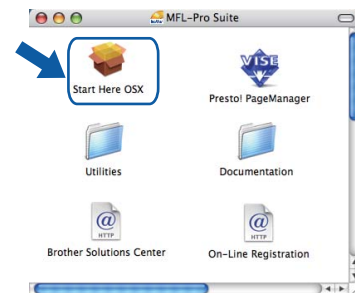 MFL-Pro Suite
VISE
Start Here OSX
Presto! PageManager
Utilities
Documentation
@
HTTP
@
HTTP
Brother Solutions Center
On-Line Registration